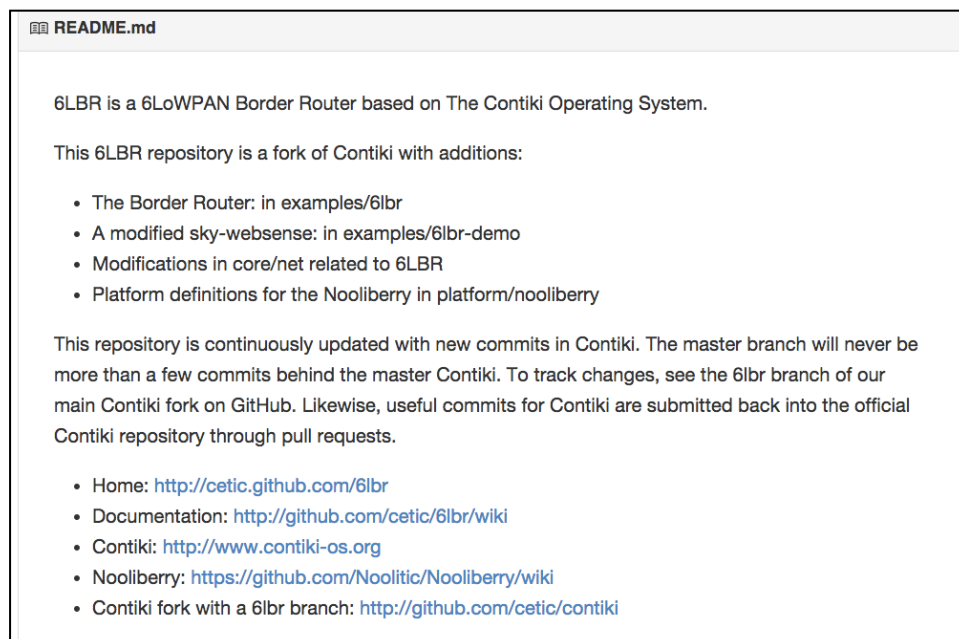 README.md
6LBR is a 6LoWPAN Border Router based on The Contiki Operating System.
This 6LBR repository is a fork of Contiki with additions:
• The Border Router: in examples/6lbr
• A modified sky-websense: in examples/6lbr-demo
• Modifications in core/net related to 6LBR
• Platform definitions for the Nooliberry in platform/nooliberry
This repository is continuously updated with new commits in Contiki. The master branch will never be
more than a few commits behind the master Contiki. To track changes, see the 6lbr branch of our
main Contiki fork on GitHub. Likewise, useful commits for Contiki are submitted back into the official
Contiki repository through pull requests.
• Home: http://cetic.github.com/6lbr
• Documentation: http://github.com/cetic/6lbr/wiki
• Contiki: http://www.contiki-os.org
• Nooliberry: https://github.com/Noolitic/Nooliberry/wiki
• Contiki fork with a 6lbr branch: http://github.com/cetic/contiki